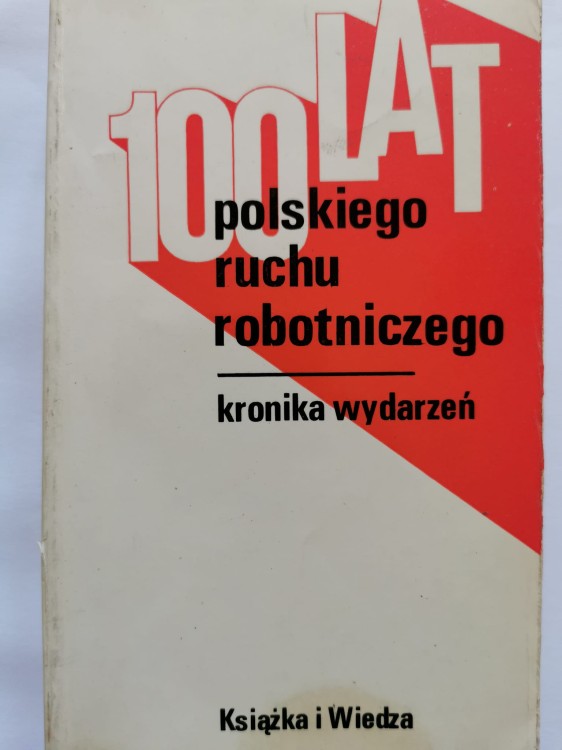 100 LAT
polskiego
ruchu
robotniczego
kronika wydarzeń
Książka i Wiedza